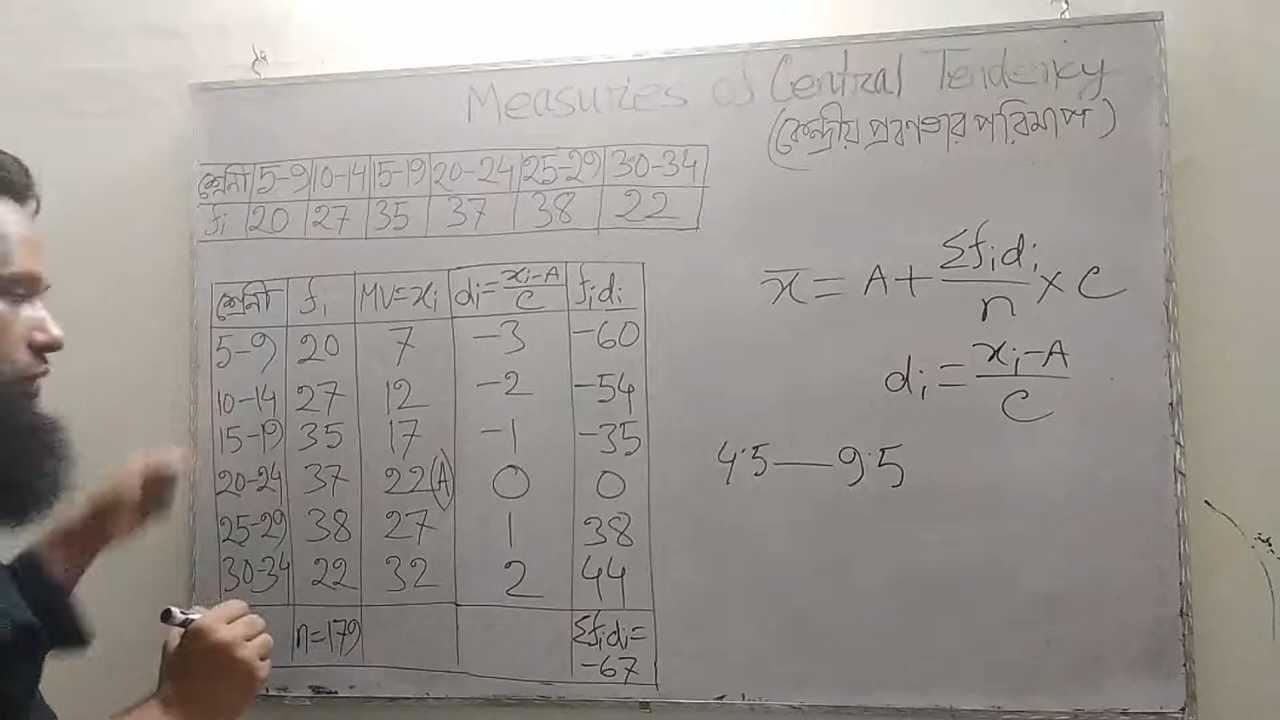 Measures of Central Tendency
(কেন্দ্রীয় প্রবণতার পরিমাপ)
শ্রেনী 5-9 10-14 15-19 20-24 25-29 30-34
fi 20 27 35 37 38 22
শ্রেনী fi MV=xi di=xi-A/C fidi
5-9 20 7 -3 -60
10-14 27 12 -2 -54
15-19 35 17 -1 -35
20-24 37 22(A) 0 0
25-29 38 27 1 38
30-34 22 32 2 44
n=179 Σfidi=
-67
x̅=A+Σfidi/n×C
di=xi-A/C
4.5—9.5